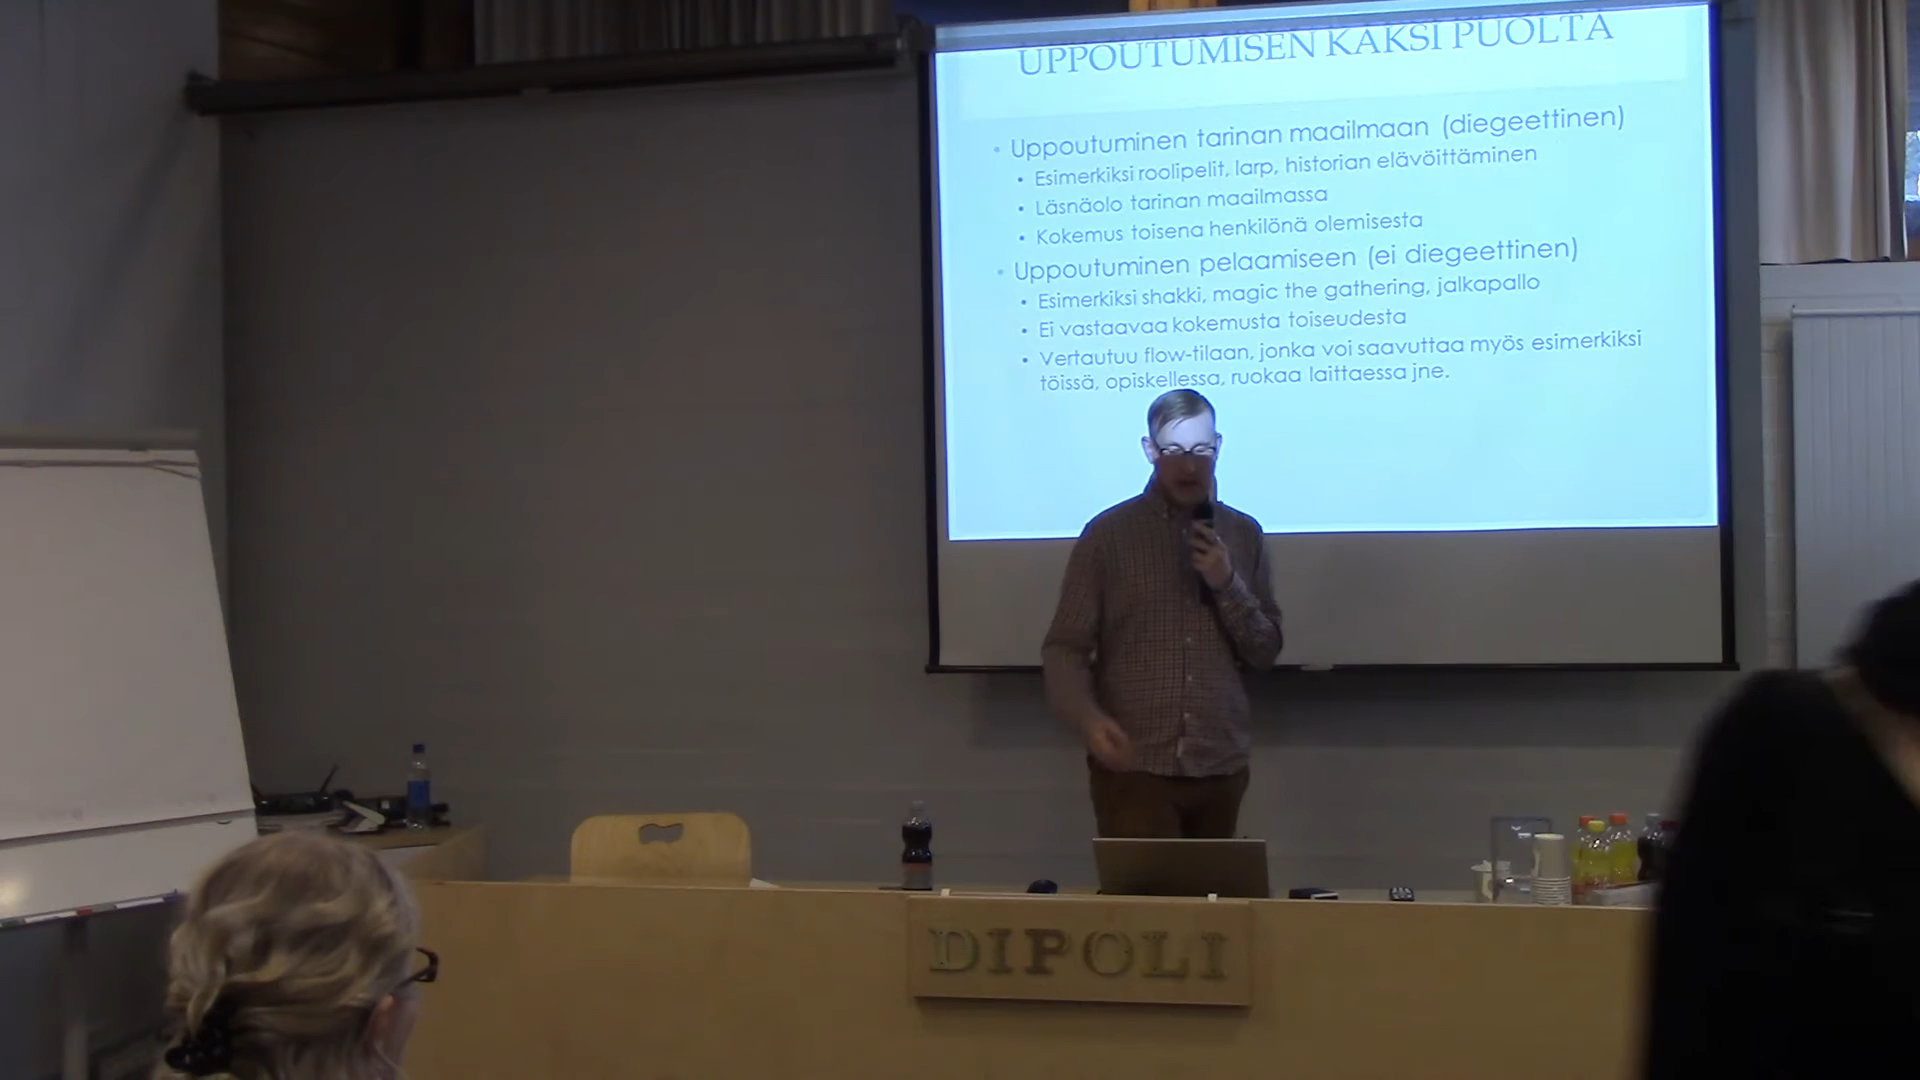 UPPOUTUMISEN KAKSI PUOLTA
• Uppoutuminen tarinan maailmaan (diegeettinen)
• Esimerkiksi roolipelit, larp, historian elävöittäminen
• Läsnäolo tarinan maailmassa
• Kokemus toisena henkilönä olemisesta
• Uppoutuminen pelaamiseen (ei diegeettinen)
• Esimerkiksi shakki, magic the gathering, jalkapallo
• Ei vastaavaa kokemusta toiseudesta
• Vertautuu flow-tilaan, jonka voi saavuttaa myös esimerkiksi
töissä, opiskellessa, ruokaa laittaessa jne.
DIPOLI